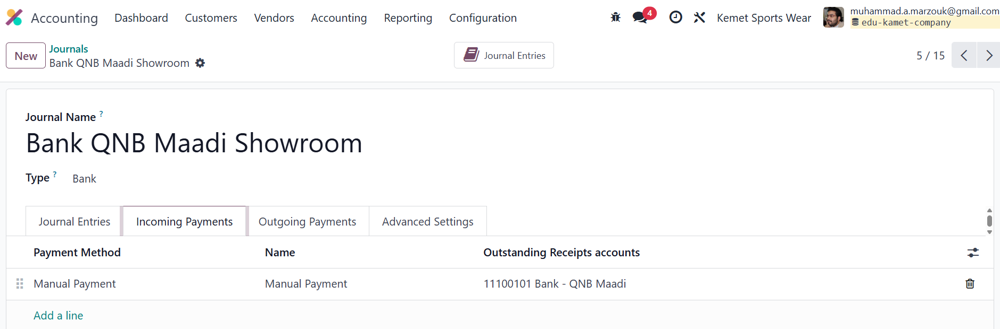 Accounting Dashboard Customers Vendors Accounting Reporting Configuration 4 Kemet Sports Wear muhammad.a.marzouk@gmail.com
edu-kamet-company
New Journals
Bank QNB Maadi Showroom
Journal Entries
5 / 15
Journal Name ?
Bank QNB Maadi Showroom
Type ? Bank
Journal Entries Incoming Payments Outgoing Payments Advanced Settings
Payment Method Name Outstanding Receipts accounts
Manual Payment Manual Payment 11100101 Bank - QNB Maadi
Add a line